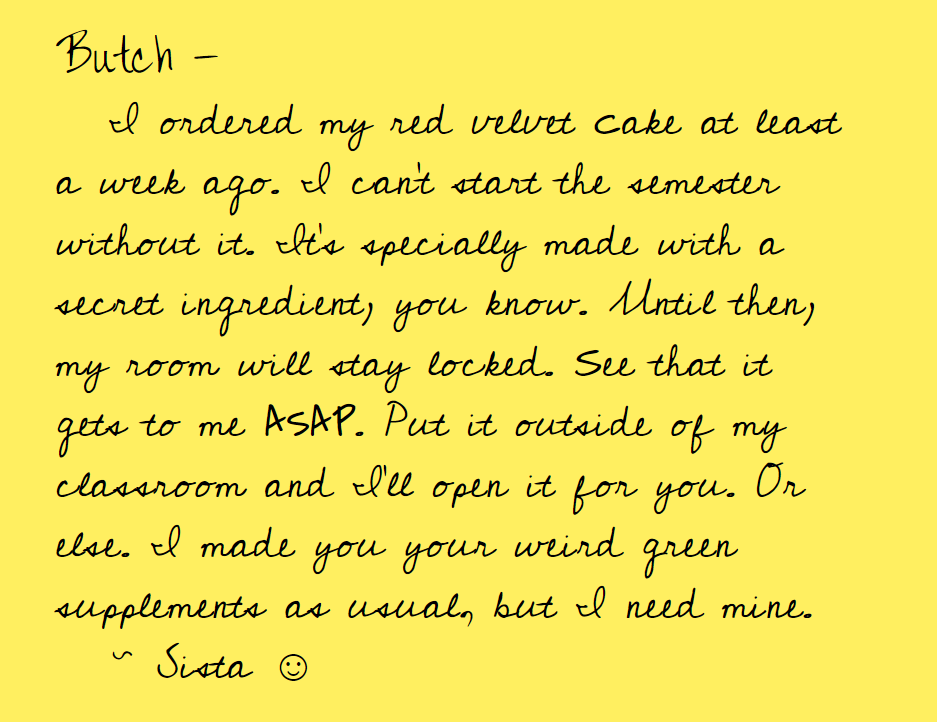 Butch –
I ordered my red velvet cake at least
a week ago. I can't start the semester
without it. It's specially made with a
secret ingredient, you know. Until then,
my room will stay locked. See that it
gets to me ASAP. Put it outside of my
classroom and I'll open it for you. Or
else. I made you your weird green
supplements as usual, but I need mine.
~ Sista ☺